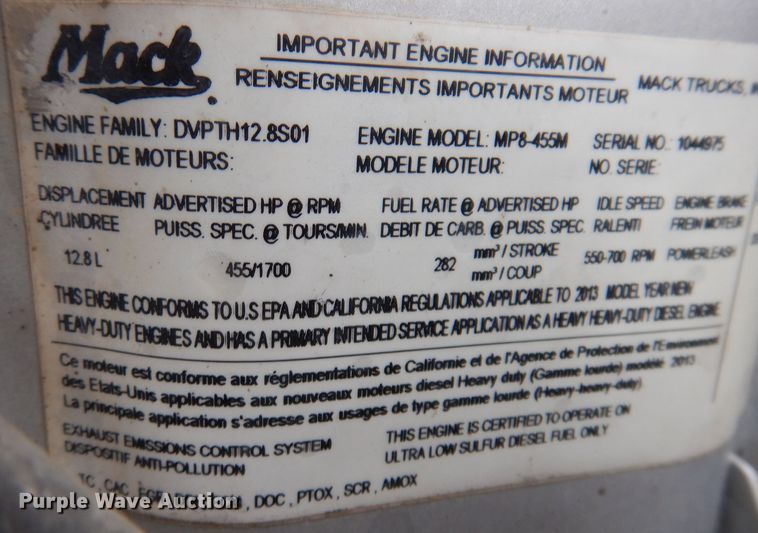 Mack
IMPORTANT ENGINE INFORMATION
RENSEIGNEMENTS IMPORTANTS MOTEUR
MACK TRUCKS,
ENGINE FAMILY: DVPTH12.8S01 ENGINE MODEL: MP8-455M SERIAL NO.: 1044975
FAMILLE DE MOTEURS: MODELE MOTEUR: NO. SERIE:
DISPLACEMENT ADVERTISED HP @ RPM FUEL RATE @ ADVERTISED HP IDLE SPEED ENGINE BRAKE
CYLINDREE PUISS. SPEC. @ TOURS/MIN. DEBIT DE CARB. @ PUISS. SPEC. RALENTI FREIN MOTEUR
12.8 L 455/1700 282 mm³ / STROKE 550-700 RPM POWERLEASH
mm³ / COUP
THIS ENGINE CONFORMS TO U.S EPA AND CALIFORNIA REGULATIONS APPLICABLE TO 2013 MODEL YEAR NEW
HEAVY-DUTY ENGINES AND HAS A PRIMARY INTENDED SERVICE APPLICATION AS A HEAVY HEAVY-DUTY DIESEL ENGINE
Ce moteur est conforme aux réglementations de Californie et de l'Agence de Protection de l'Environment
des Etats-Unis applicables aux nouveaux moteurs diesel Heavy duty (Gamme lourde) modélé 2013
La principale application s'adresse aux usages de type gamme lourde (Heavy-heavy-duty)
EXHAUST EMISSIONS CONTROL SYSTEM
DISPOSITIF ANTI-POLLUTION
THIS ENGINE IS CERTIFIED TO OPERATE ON
ULTRA LOW SULFUR DIESEL FUEL ONLY
TC, CAC, DOC, PTOX, SCR, AMOX
Purple Wave Auction